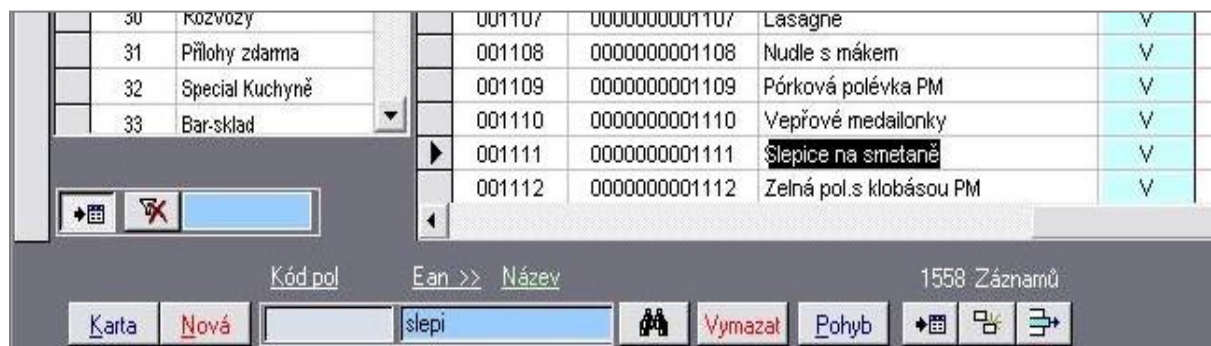 30 Rozvozy
31 Přílohy zdarma
32 Special Kuchyně
33 Bar-sklad
001107 0000000001107 Lasagne V
001108 0000000001108 Nudle s mákem V
001109 0000000001109 Pórková polévka PM V
001110 0000000001110 Vepřové medailonky V
001111 0000000001111 Slepice na smetaně V
001112 0000000001112 Zelná pol.s klobásou PM V
Kód pol Ean >> Název 1558 Záznamů
Karta Nová slepi Vymazat Pohyb